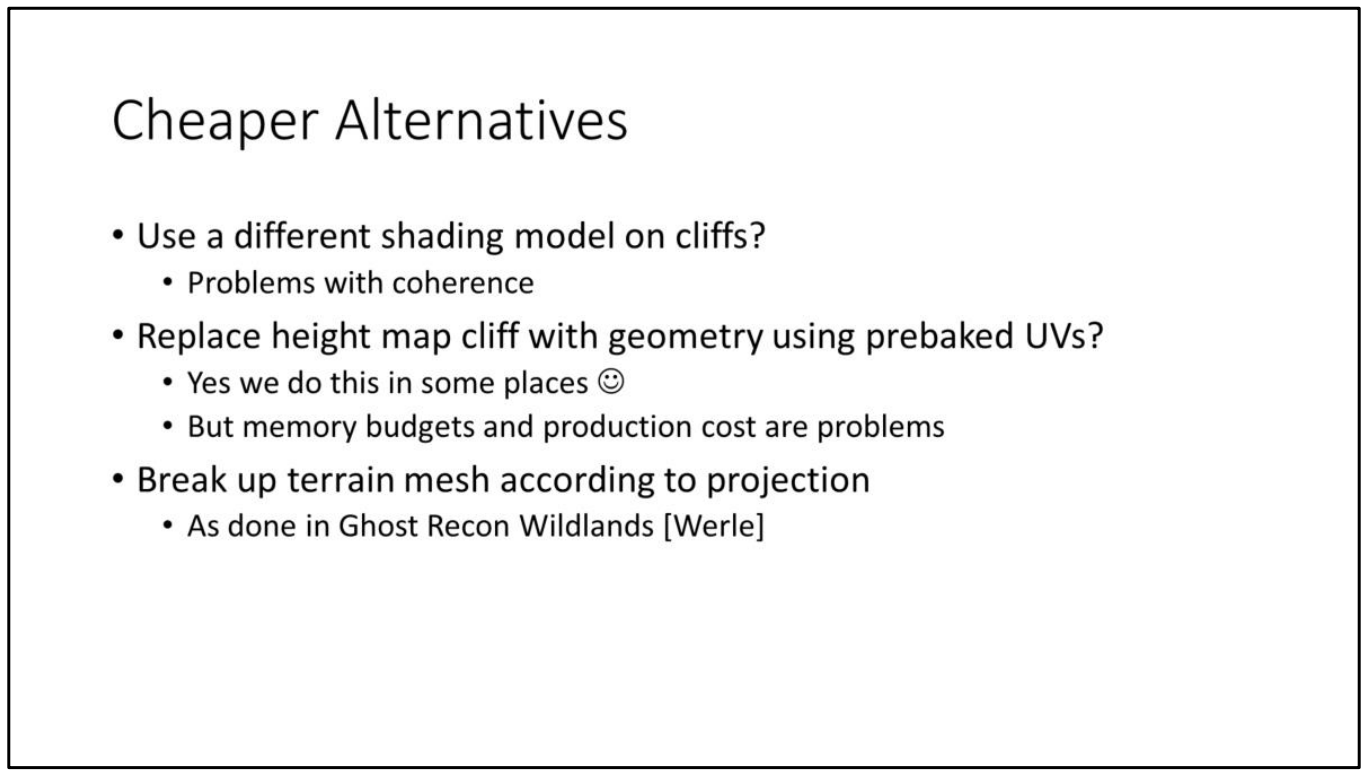 Cheaper Alternatives
• Use a different shading model on cliffs?
• Problems with coherence
• Replace height map cliff with geometry using prebaked UVs?
• Yes we do this in some places ☺
• But memory budgets and production cost are problems
• Break up terrain mesh according to projection
• As done in Ghost Recon Wildlands [Werle]